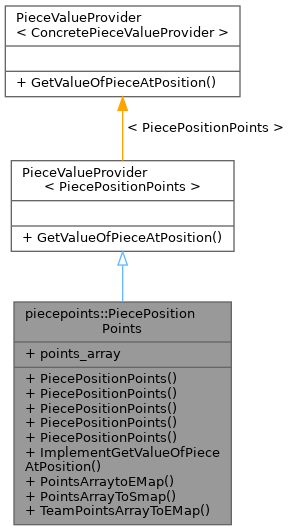 PieceValueProvider
< ConcretePieceValueProvider >
+ GetValueOfPieceAtPosition()
< PiecePositionPoints >
PieceValueProvider
< PiecePositionPoints >
+ GetValueOfPieceAtPosition()
piecepoints::PiecePosition
Points
+ points_array
+ PiecePositionPoints()
+ PiecePositionPoints()
+ PiecePositionPoints()
+ PiecePositionPoints()
+ PiecePositionPoints()
+ ImplementGetValueOfPiece
AtPosition()
+ PointsArraytoEMap()
+ PointsArrayToSmap()
+ TeamPointsArrayToEMap()